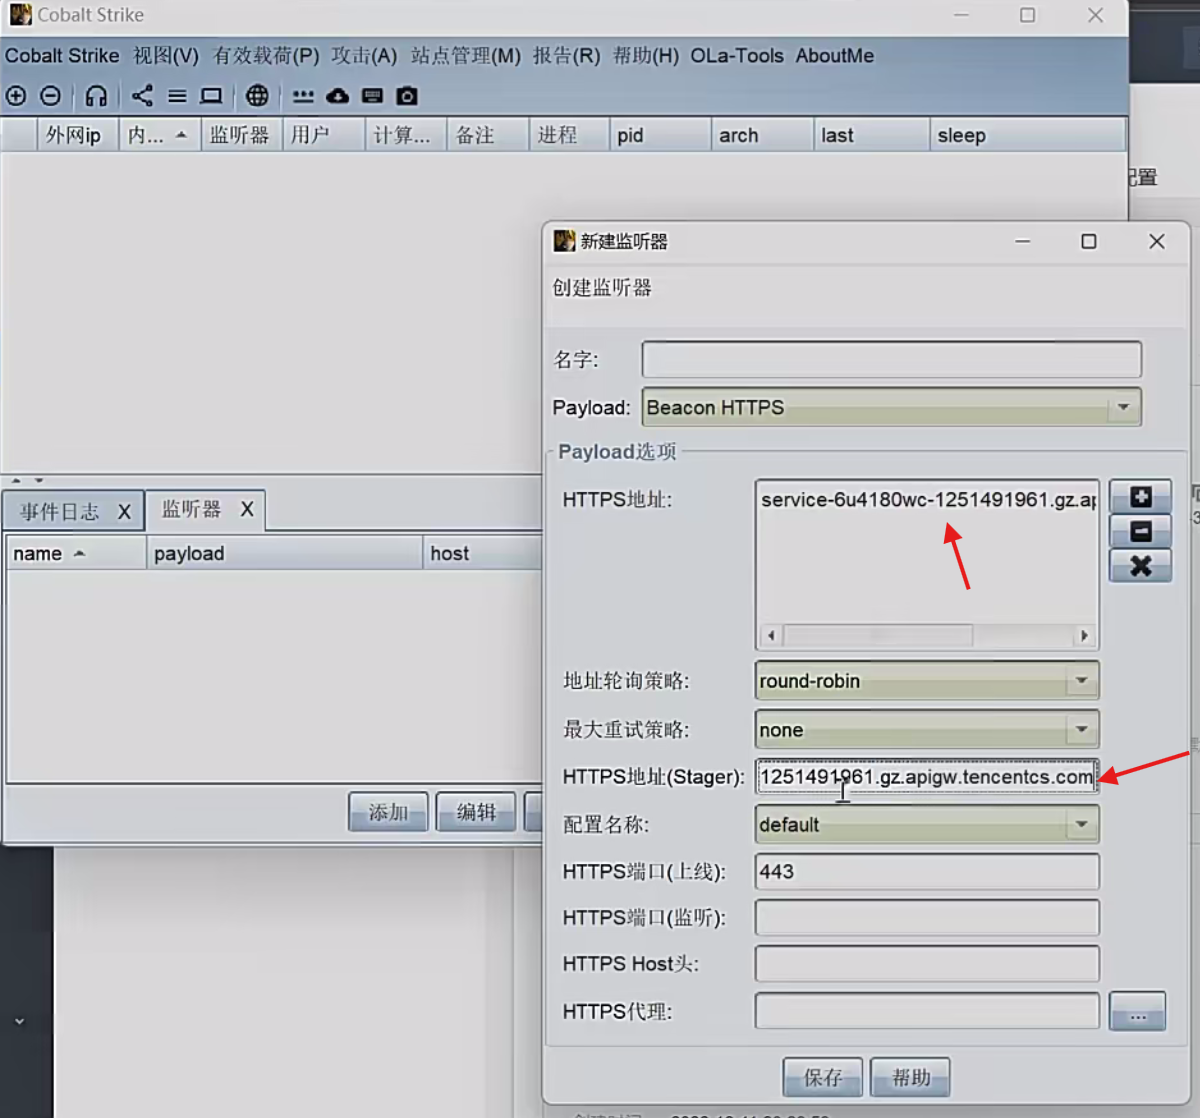 Cobalt Strike
Cobalt Strike 视图(V) 有效载荷(P) 攻击(A) 站点管理(M) 报告(R) 帮助(H) OLa-Tools AboutMe
外网ip 内... 监听器 用户 计算... 备注 进程 pid arch last sleep
配置
新建监听器
创建监听器
名字:
Payload: Beacon HTTPS
Payload选项
HTTPS地址: service-6u4180wc-1251491961.gz.ap
事件日志 X 监听器 X
name payload host
地址轮询策略: round-robin
最大重试策略: none
HTTPS地址(Stager): 1251491961.gz.apigw.tencentcs.com
添加 编辑
配置名称: default
HTTPS端口(上线): 443
HTTPS端口(监听):
HTTPS Host头:
HTTPS代理: ...
保存 帮助